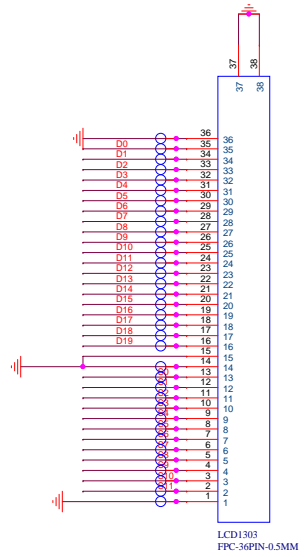 37 38
37 38
36 36
D0 35 35
D1 34 34
D2 33 33
D3 32 32
D4 31 31
D5 30 30
D6 29 29
D7 28 28
D8 27 27
D9 26 26
D10 25 25
D11 24 24
D12 23 23
D13 22 22
D14 21 21
D15 20 20
D16 19 19
D17 18 18
D18 17 17
D19 16 16
15 15
14 14
13 13
12 12
11 11
10 10
9 9
8 8
7 7
6 6
5 5
4 4
3 3
2 2
1 1
LCD1303
FPC-36PIN-0.5MM